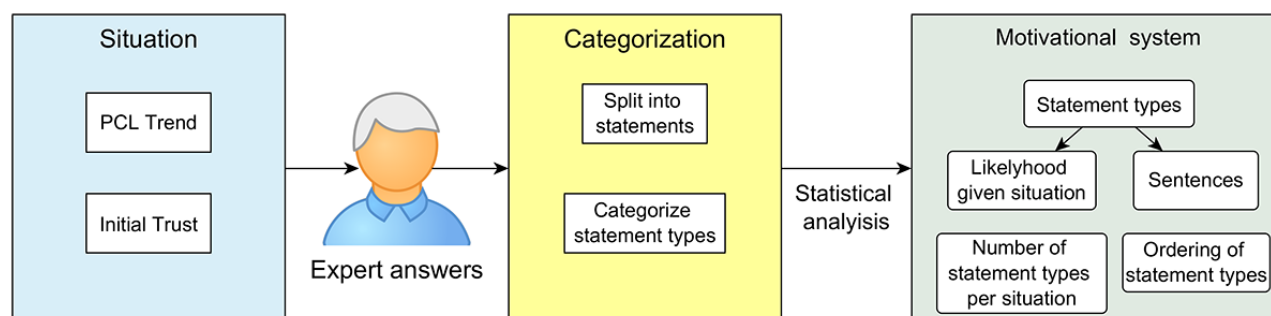 Situation
PCL Trend
Initial Trust
Expert answers
Categorization
Split into
statements
Categorize
statement types
Statistical
analyisis
Motivational system
Statement types
Likelyhood
given situation
Sentences
Number of
statement types
per situation
Ordering of
statement types